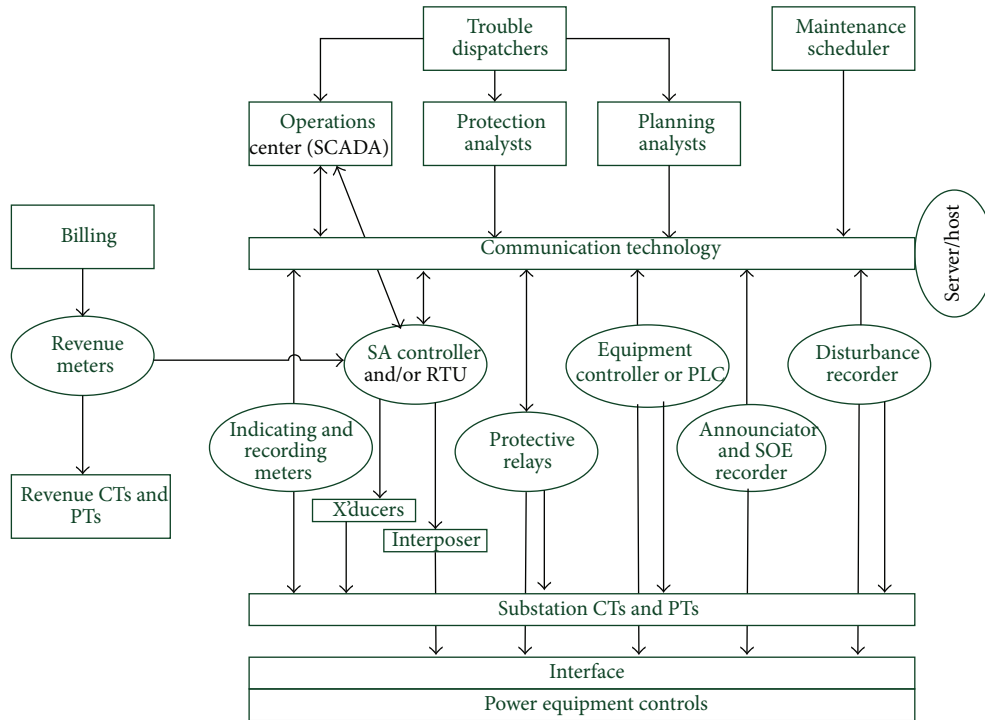 Trouble
dispatchers
Maintenance
scheduler
Operations
center (SCADA)
Protection
analysts
Planning
analysts
Billing
Communication technology
Server/host
Revenue
meters
SA controller
and/or RTU
Equipment
controller or PLC
Disturbance
recorder
Indicating and
recording
meters
Protective
relays
Announciator
and SOE
recorder
Revenue CTs and
PTs
X'ducers
Interposer
Substation CTs and PTs
Interface
Power equipment controls